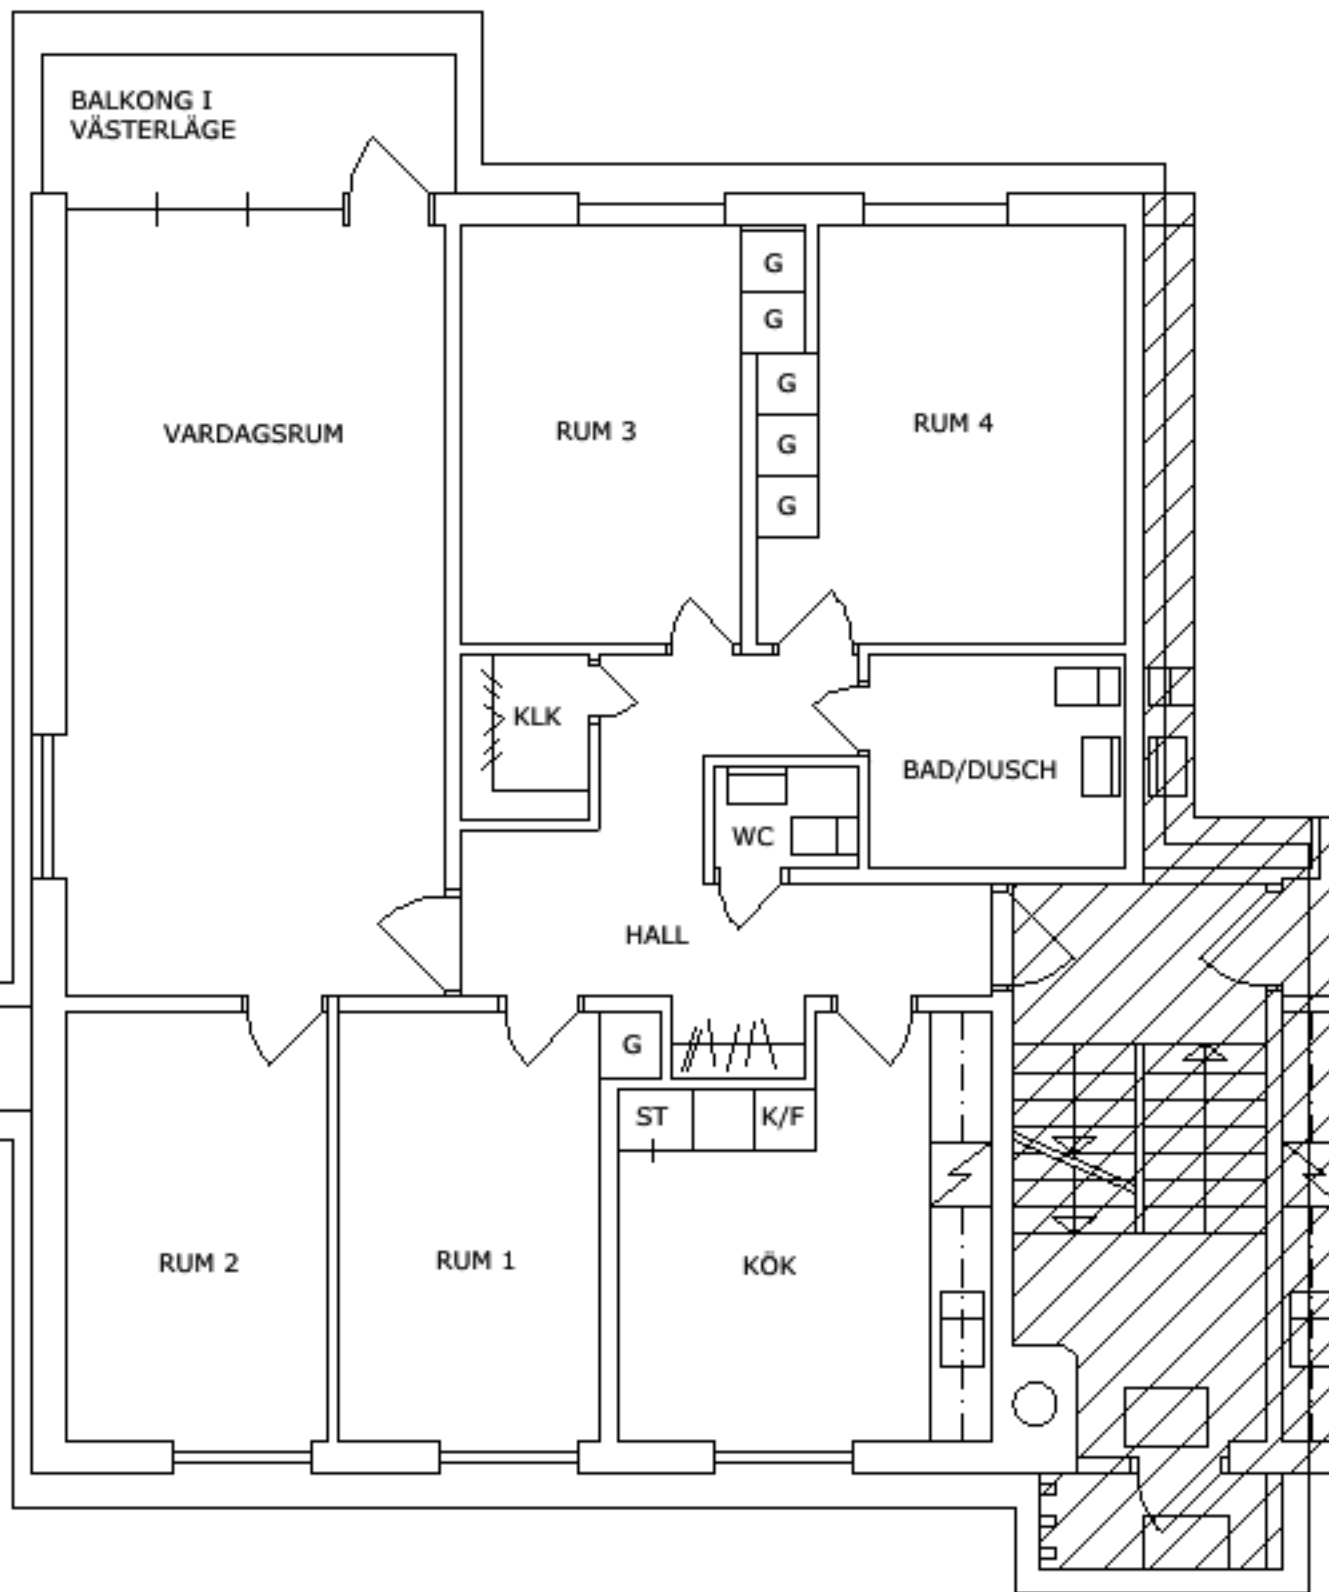 BALKONG I
VÄSTERLÄGE
G
G
G
G
G
VARDAGSRUM
RUM 3
RUM 4
KLK
BAD/DUSCH
WC
HALL
G
ST
K/F
RUM 2
RUM 1
KÖK